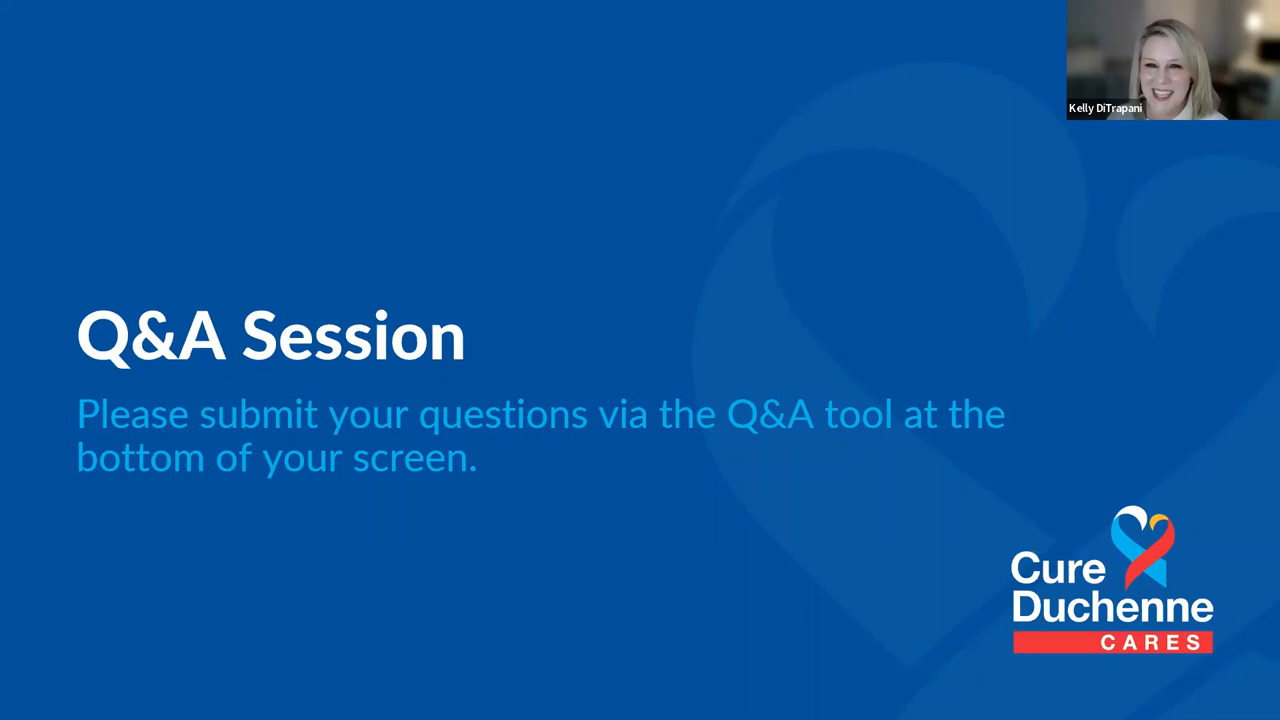 Kelly DiTrapani
Q&A Session
Please submit your questions via the Q&A tool at the
bottom of your screen.
Cure
Duchenne
CARES